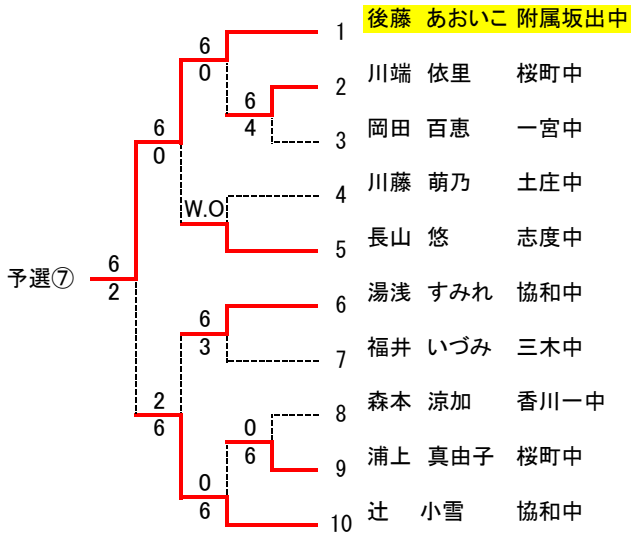 1 後藤 あおいこ 附属坂出中
6
0
2 川端 依里 桜町中
6
4
3 岡田 百恵 一宮中
6
0
4 川藤 萌乃 土庄中
W.O
5 長山 悠 志度中
予選⑦
6
2
6 湯浅 すみれ 協和中
6
3
7 福井 いづみ 三木中
2
6
8 森本 涼加 香川一中
0
6
9 浦上 真由子 桜町中
0
6
10 辻 小雪 協和中